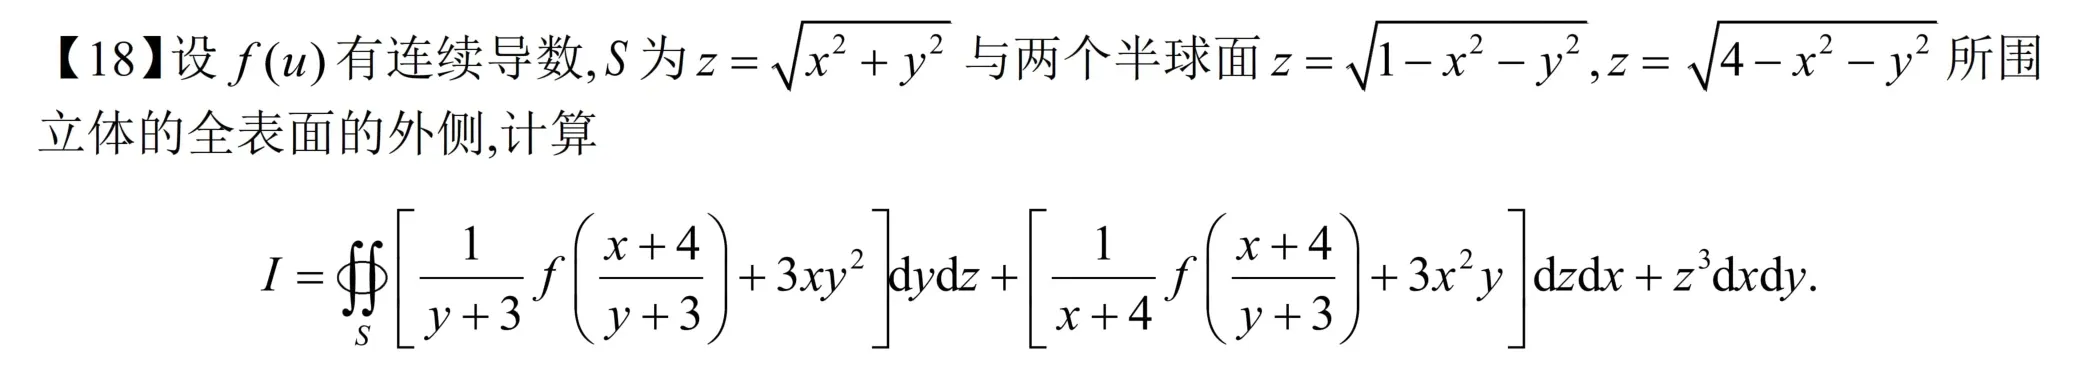 【18】设 f(u) 有连续导数, S 为 z = √(x² + y²) 与两个半球面 z = √(1 − x² − y²), z = √(4 − x² − y²) 所围
立体的全表面的外侧,计算
I = ∯_S [1/(y + 3) f((x + 4)/(y + 3)) + 3xy²]dydz + [1/(x + 4) f((x + 4)/(y + 3)) + 3x²y]dzdx + z³dxdy.